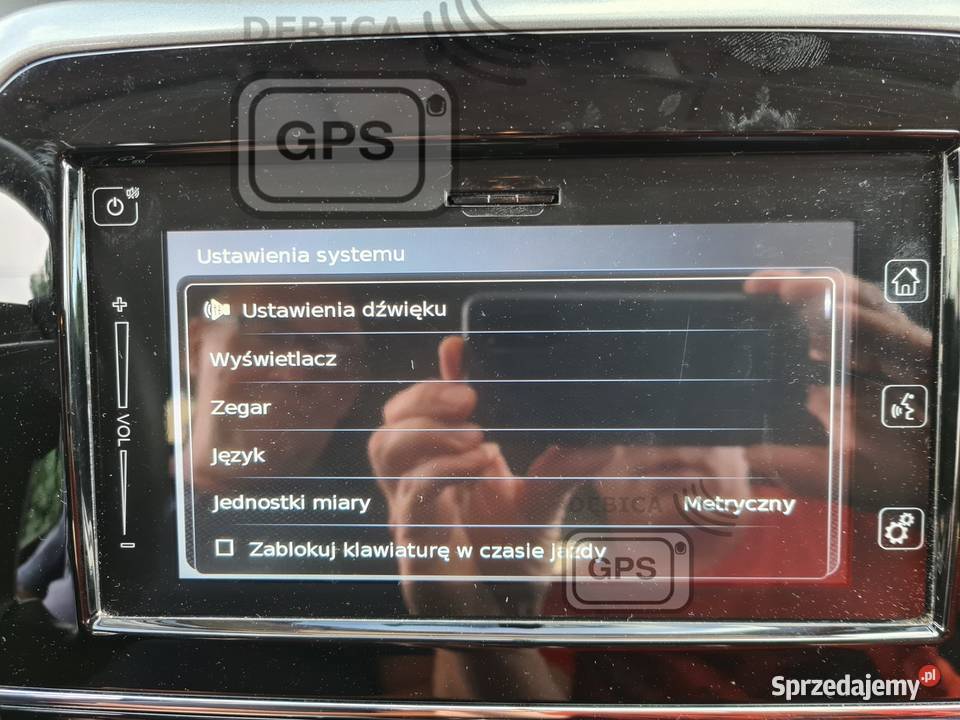 DEBICA
GPS
Ustawienia systemu
Ustawienia dźwięku
Wyświetlacz
Zegar
Język
Jednostki miary Metryczny
Zablokuj klawiaturę w czasie jazdy
+
VOL
-
DEBICA
GPS
Sprzedajemy.pl